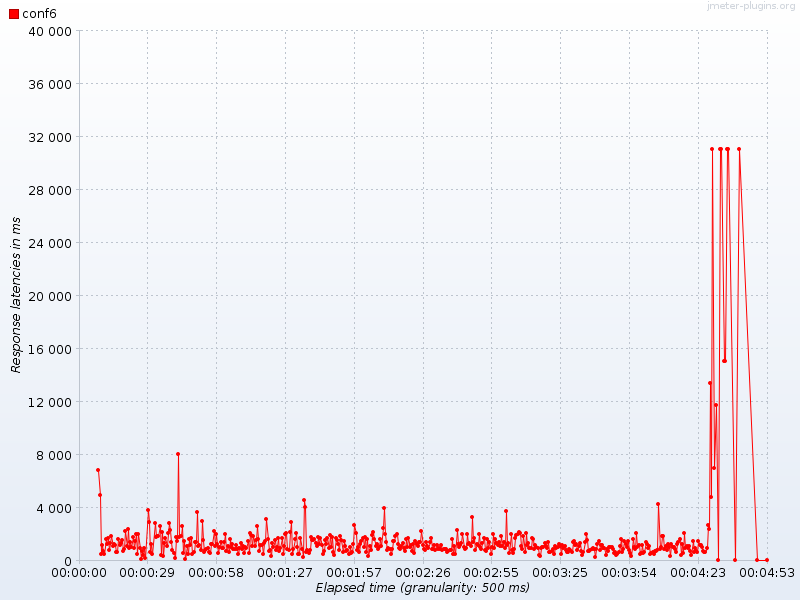 jmeter-plugins.org
conf6
40 000
36 000
32 000
28 000
24 000
20 000
16 000
12 000
8 000
4 000
0
Response latencies in ms
00:00:00 00:00:29 00:00:58 00:01:27 00:01:57 00:02:26 00:02:55 00:03:25 00:03:54 00:04:23 00:04:53
Elapsed time (granularity: 500 ms)